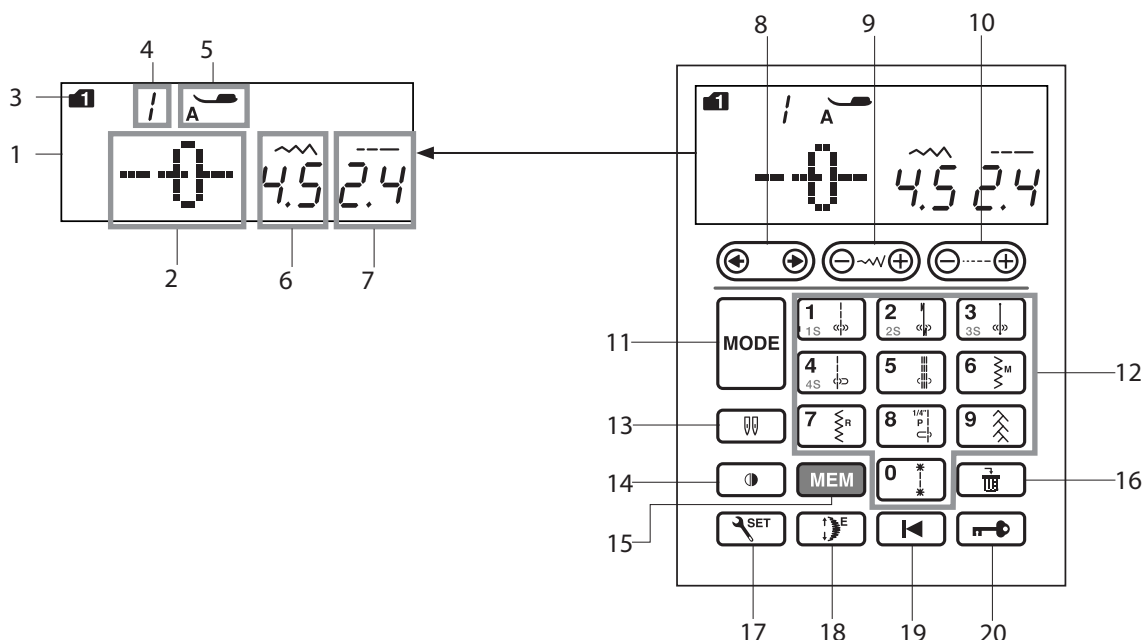 8 9 10
4 5
3 1 1 A
1 4.5 2.4
2 6 7
1 1 A
4.5 2.4
11 MODE
1 1S 2 2S 3 3S
4 4S 5 6 M 12
13 7 R 8 1/4" P 9
14 MEM 0 16
15
SET E
17 18 19 20